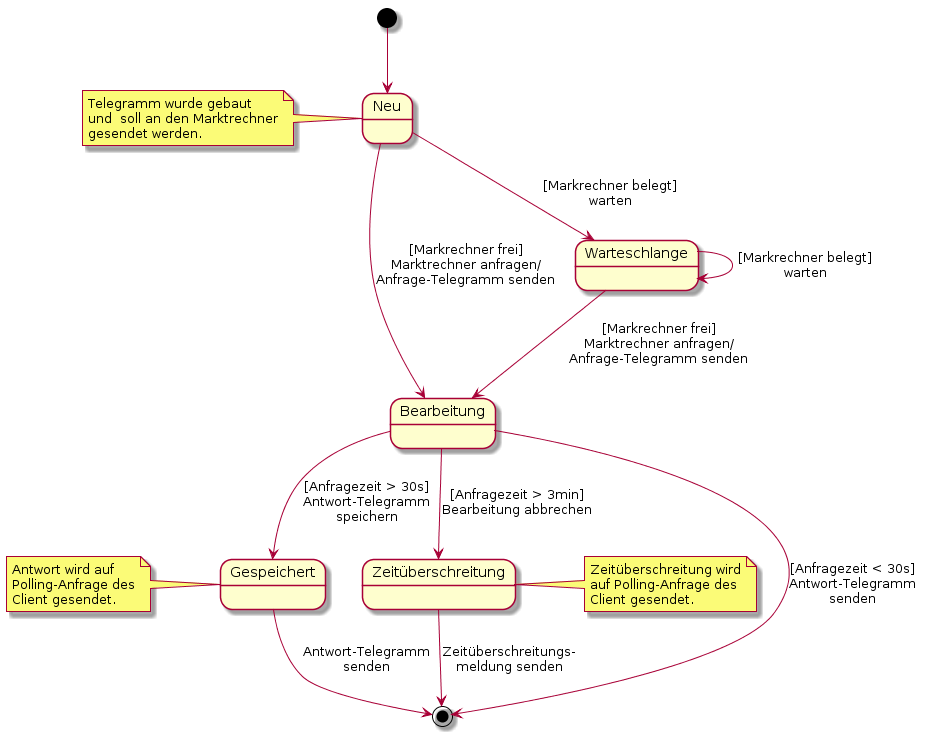 Neu
Telegramm wurde gebaut
und  soll an den Marktrechner
gesendet werden.
[Markrechner belegt]
warten
Warteschlange
[Markrechner belegt]
warten
[Markrechner frei]
Marktrechner anfragen/
Anfrage-Telegramm senden
[Markrechner frei]
Marktrechner anfragen/
Anfrage-Telegramm senden
Bearbeitung
[Anfragezeit > 30s]
Antwort-Telegramm
speichern
[Anfragezeit > 3min]
Bearbeitung abbrechen
[Anfragezeit < 30s]
Antwort-Telegramm
senden
Antwort wird auf
Polling-Anfrage des
Client gesendet.
Gespeichert
Zeitüberschreitung
Zeitüberschreitung wird
auf Polling-Anfrage des
Client gesendet.
Antwort-Telegramm
senden
Zeitüberschreitungs-
meldung senden